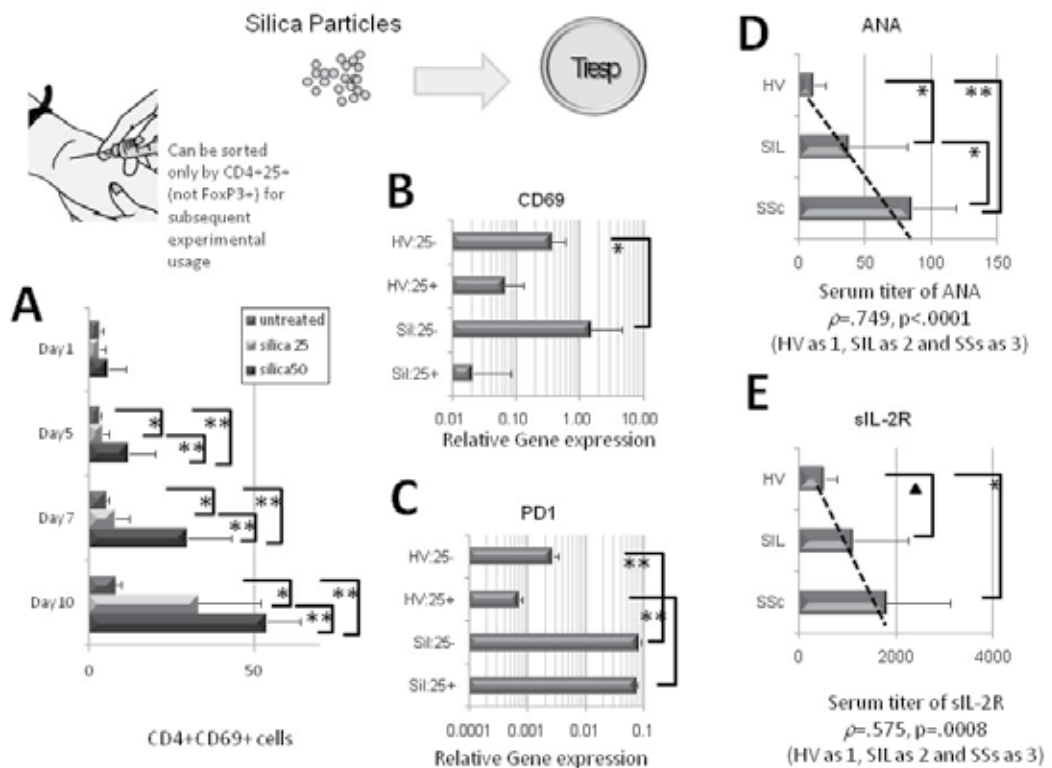 Silica Particles
Tresp
Can be sorted
only by CD4+25+
(not FoxP3+) for
subsequent
experimental
usage
A
untreated
silica 25
silica50
Day1
Day5
*
**
**
Day7
*
**
**
Day10
*
**
**
0
50
CD4+CD69+ cells
B
CD69
HV:25-
HV:25+
Sil:25-
Sil:25+
*
0.01
0.10
1.00
10.00
Relative Gene expression
C
PD1
HV:25-
HV:25+
Sil:25-
Sil:25+
**
**
0.0001
0.001
0.01
0.1
Relative Gene expression
D
ANA
HV
SIL
SSc
*
**
*
0
50
100
150
Serum titer of ANA
ρ=.749, p<.0001
(HV as 1, SIL as 2 and SSs as 3)
E
sIL-2R
HV
SIL
SSc
▲
*
0
2000
4000
Serum titer of sIL-2R
ρ=.575, p=.0008
(HV as 1, SIL as 2 and SSs as 3)